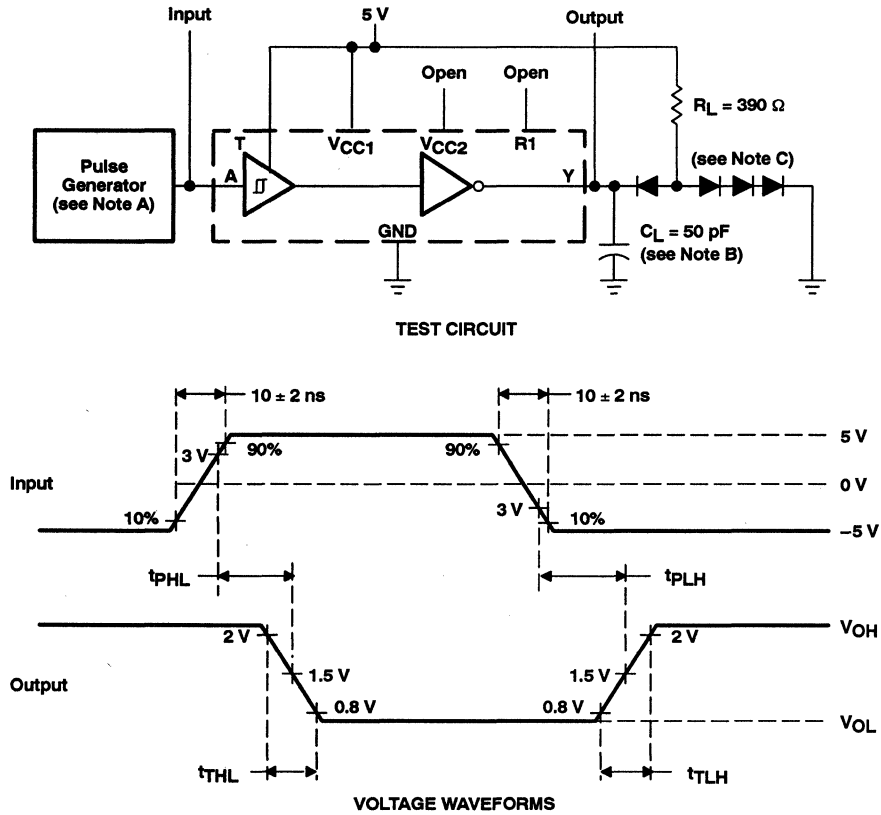 Input
5 V
Output
Open
Open
R_L = 390 Ω
T
V_CC1
V_CC2
R1
(see Note C)
Pulse
Generator
(see Note A)
A
Y
GND
C_L = 50 pF
(see Note B)
TEST CIRCUIT
10 ± 2 ns
10 ± 2 ns
5 V
3 V
90%
90%
Input
0 V
10%
3 V
10%
–5 V
t_PHL
t_PLH
V_OH
2 V
2 V
Output
1.5 V
1.5 V
0.8 V
0.8 V
V_OL
t_THL
t_TLH
VOLTAGE WAVEFORMS